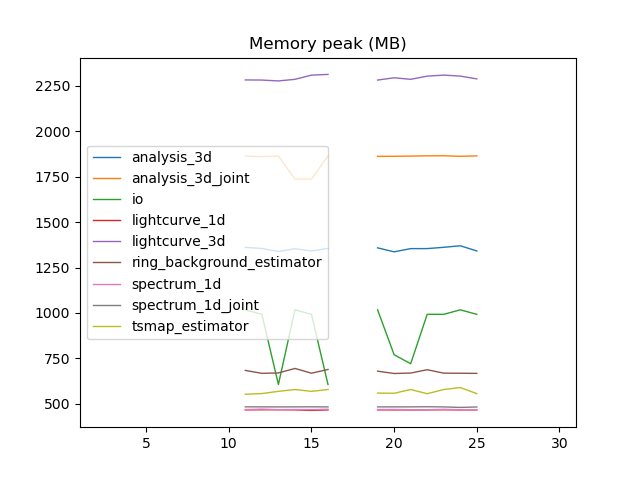 Memory peak (MB)
2250
2000
1750
1500
1250
1000
750
500
analysis_3d
analysis_3d_joint
io
lightcurve_1d
lightcurve_3d
ring_background_estimator
spectrum_1d
spectrum_1d_joint
tsmap_estimator
5 10 15 20 25 30